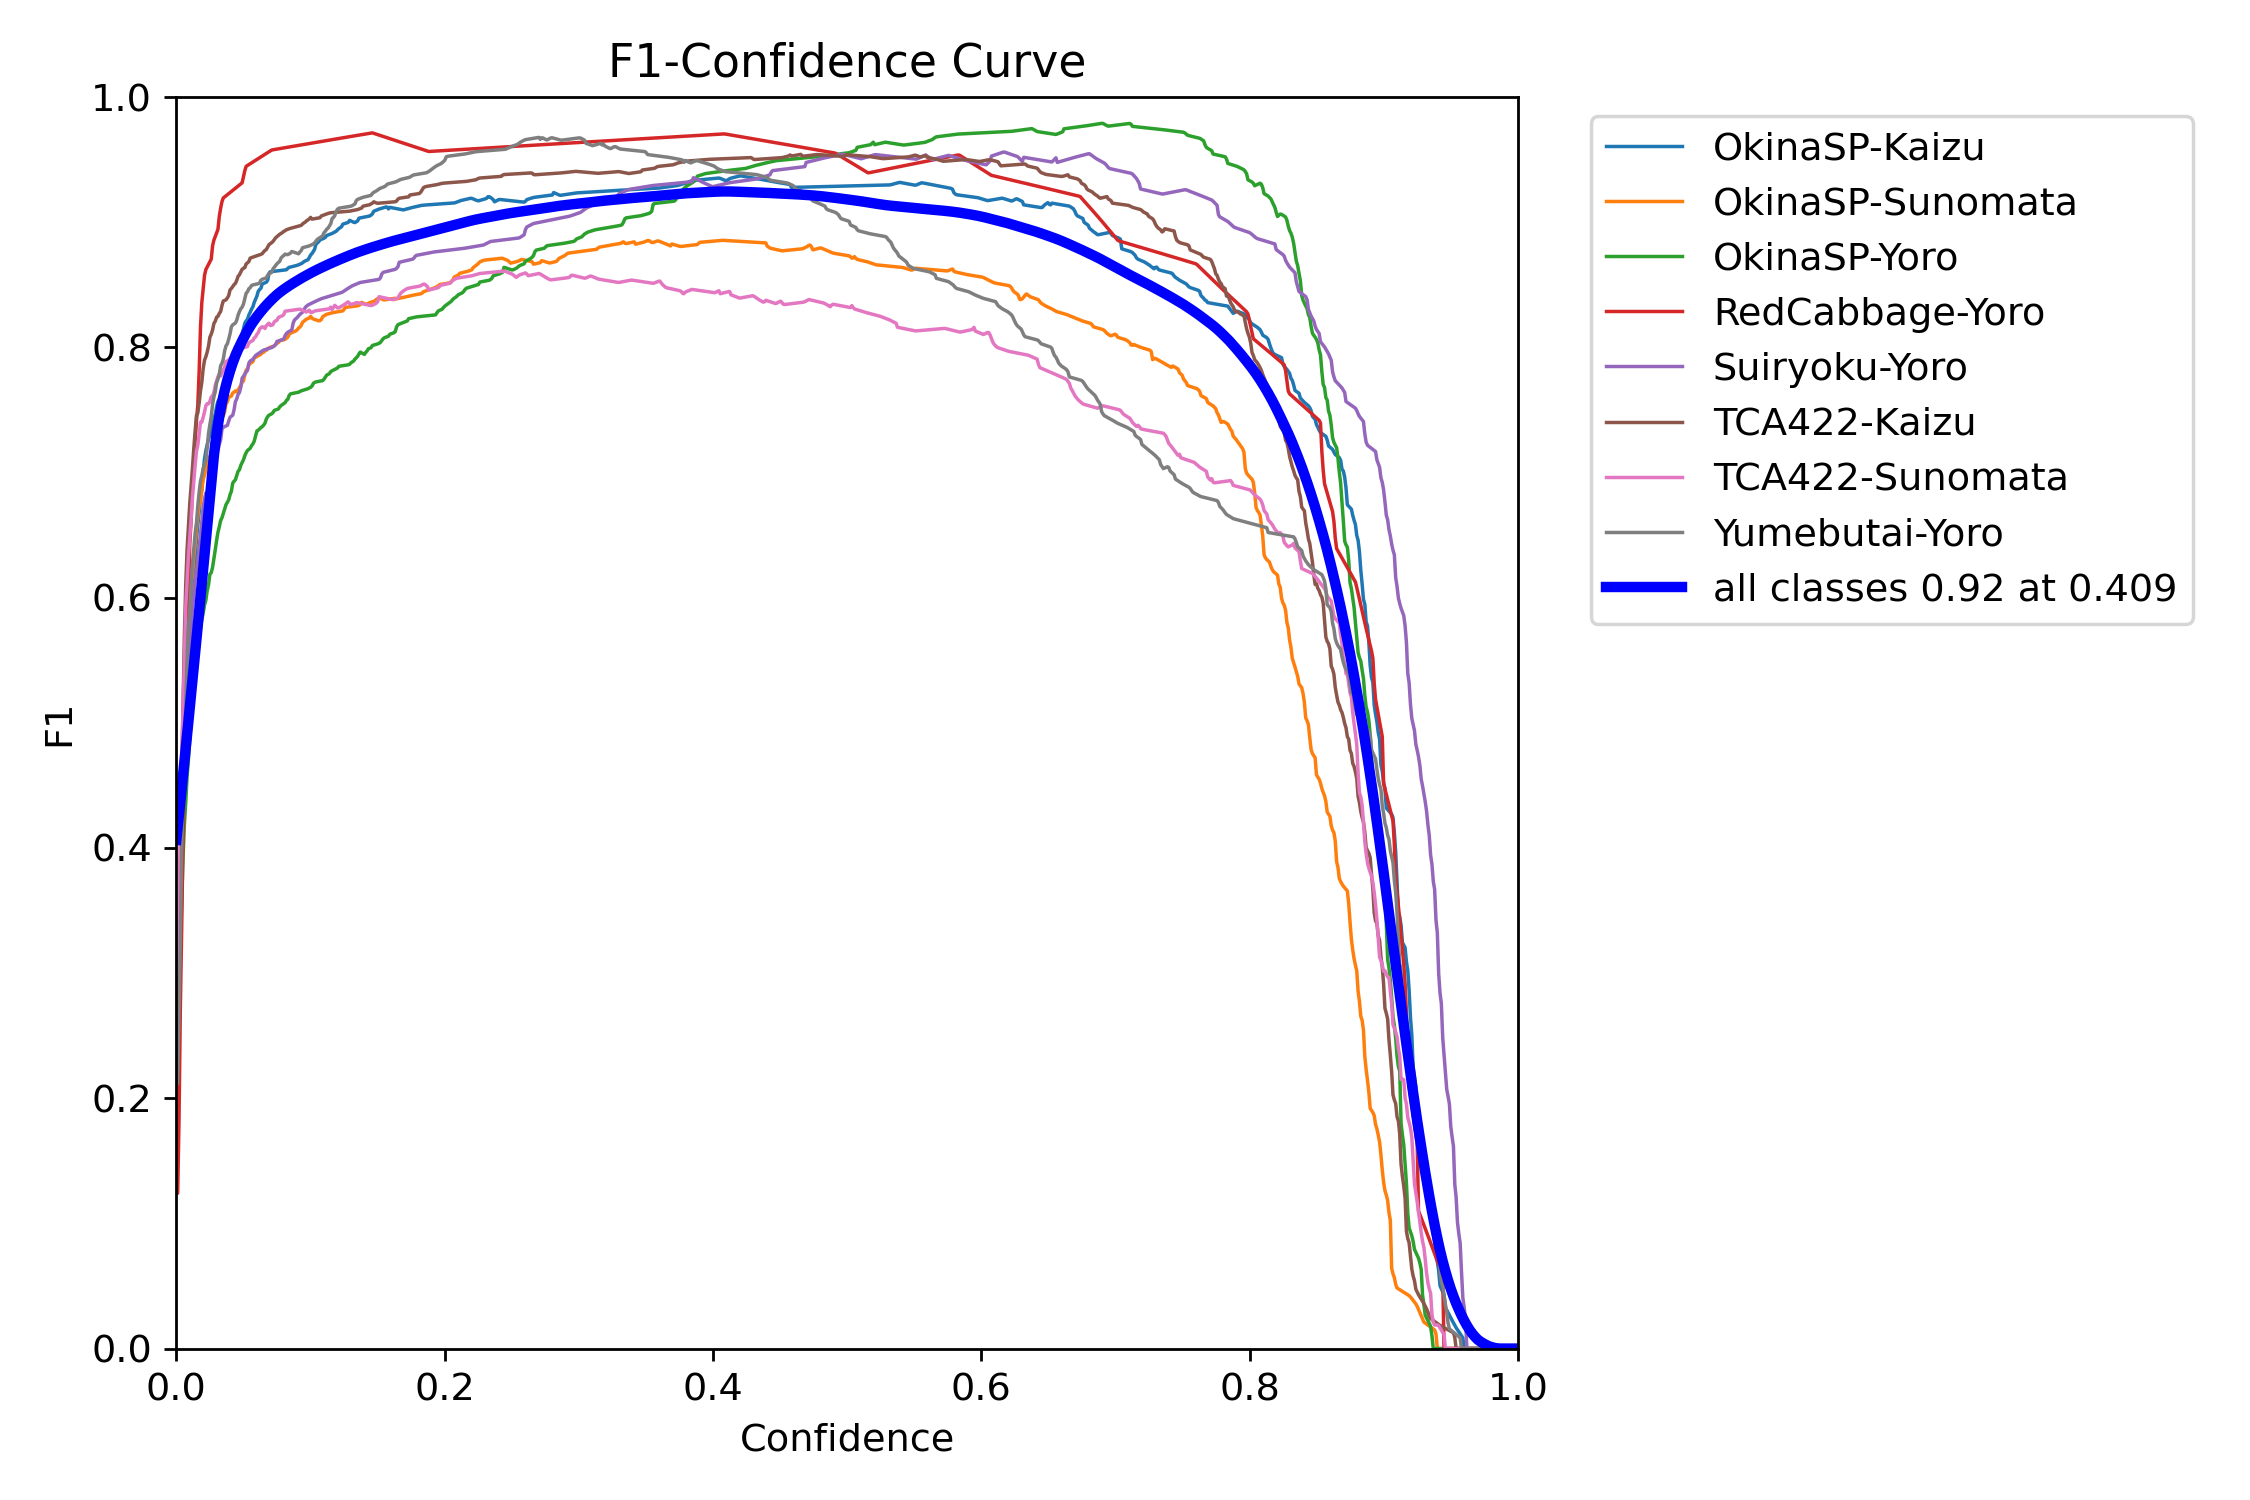 F1-Confidence Curve
1.0
0.8
0.6
0.4
0.2
0.0
F1
0.0 0.2 0.4 0.6 0.8 1.0
Confidence
OkinaSP-Kaizu
OkinaSP-Sunomata
OkinaSP-Yoro
RedCabbage-Yoro
Suiryoku-Yoro
TCA422-Kaizu
TCA422-Sunomata
Yumebutai-Yoro
all classes 0.92 at 0.409